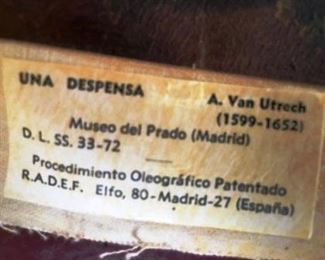 UNA DESPENSA A. Van Utrech
(1599-1652)
Museo del Prado (Madrid)
D. L. SS. 33-72
Procedimiento Oleográfico Patentado
R.A.D.E.F. Elfo, 80-Madrid-27 (España)